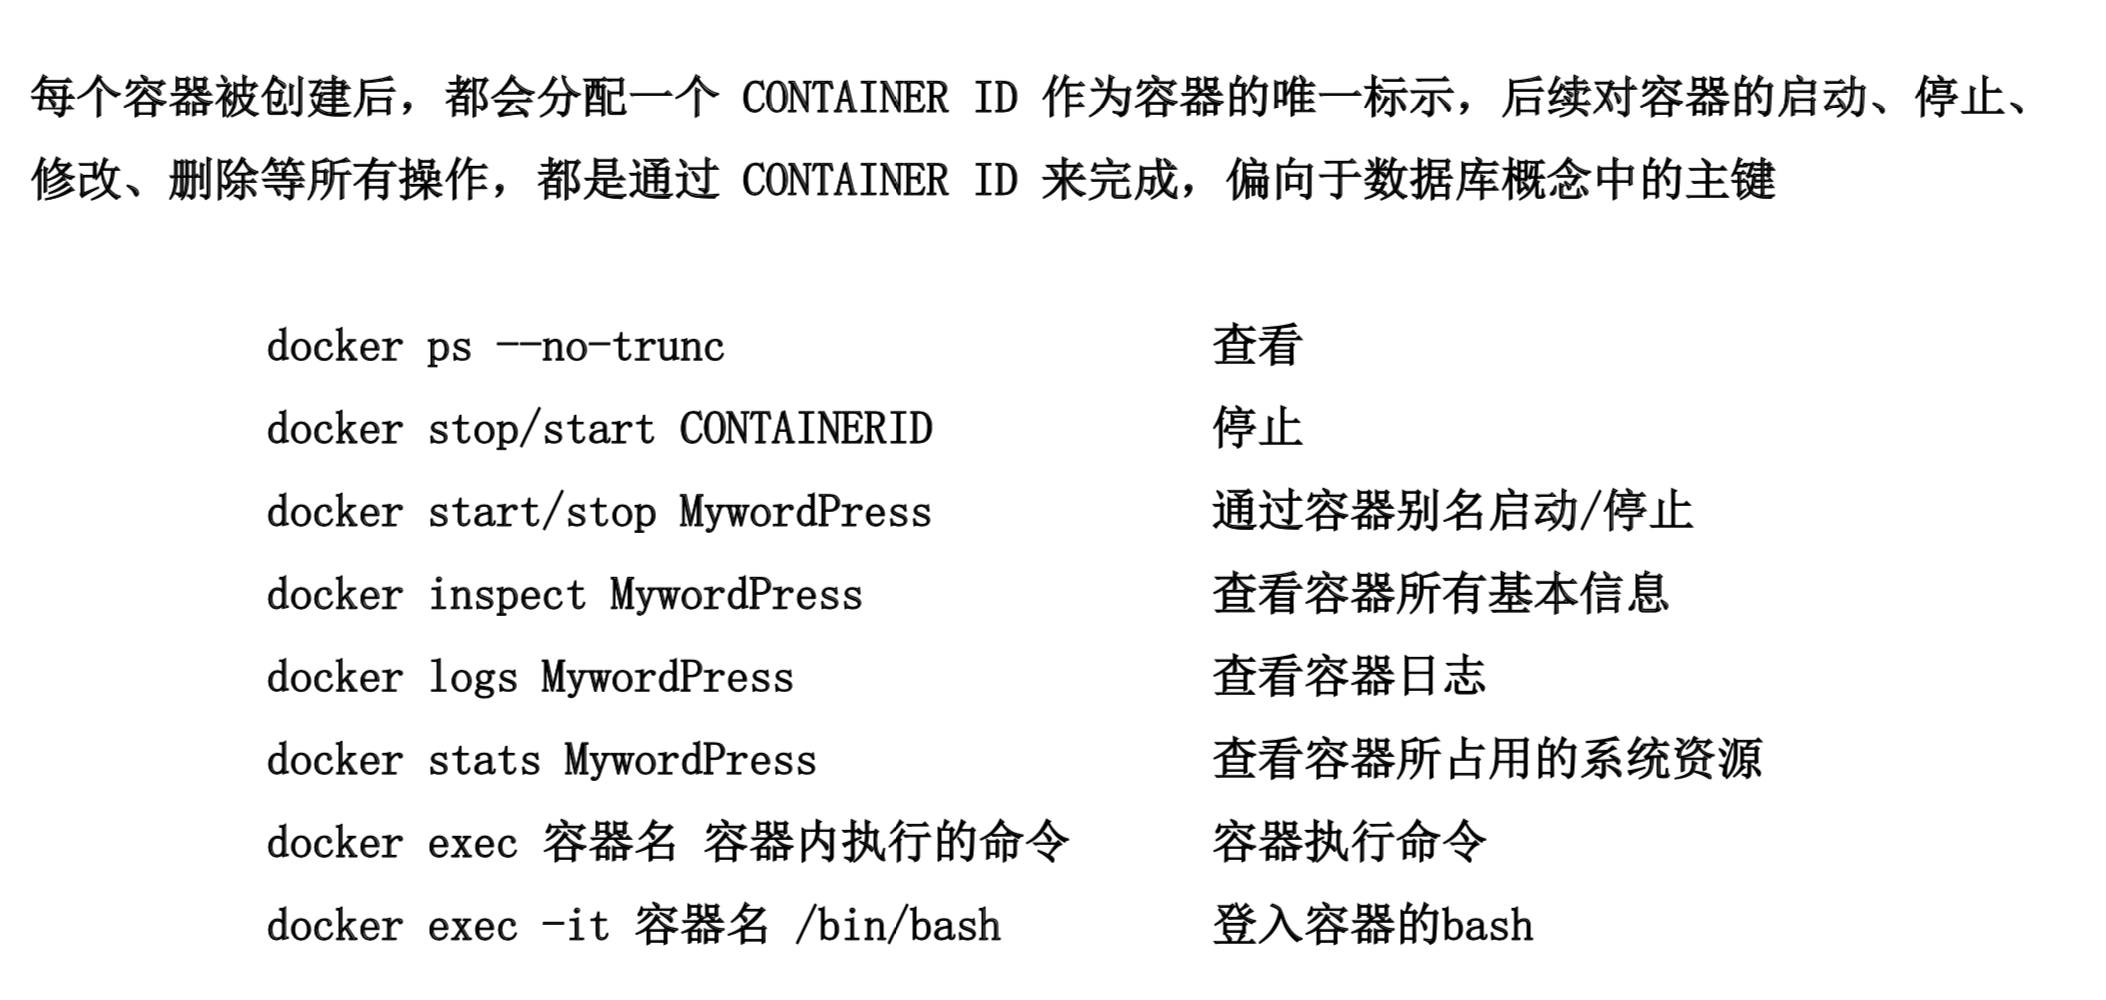 每个容器被创建后，都会分配一个 CONTAINER ID 作为容器的唯一标示，后续对容器的启动、停止、
修改、删除等所有操作，都是通过 CONTAINER ID 来完成，偏向于数据库概念中的主键
docker ps --no-trunc 查看
docker stop/start CONTAINERID 停止
docker start/stop MywordPress 通过容器别名启动/停止
docker inspect MywordPress 查看容器所有基本信息
docker logs MywordPress 查看容器日志
docker stats MywordPress 查看容器所占用的系统资源
docker exec 容器名 容器内执行的命令 容器执行命令
docker exec -it 容器名 /bin/bash 登入容器的bash